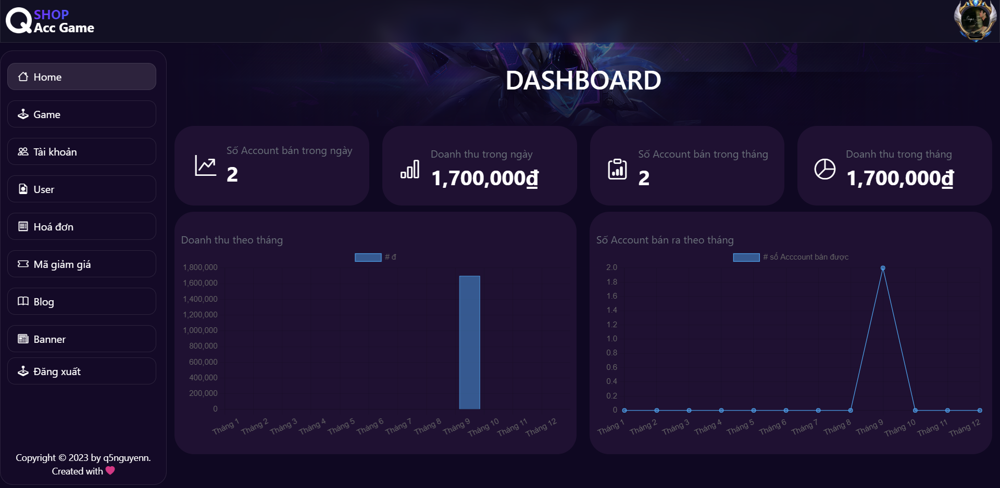 SHOP
Acc Game
Home
Game
Tài khoản
User
Hoá đơn
Mã giảm giá
Blog
Banner
Đăng xuất
Copyright © 2023 by q5nguyenn.
Created with
DASHBOARD
Số Account bán trong ngày
2
Doanh thu trong ngày
1,700,000₫
Số Account bán trong tháng
2
Doanh thu trong tháng
1,700,000₫
Doanh thu theo tháng
# đ
1,800,000
1,600,000
1,400,000
1,200,000
1,000,000
800,000
600,000
400,000
200,000
0
Tháng 1 Tháng 2 Tháng 3 Tháng 4 Tháng 5 Tháng 6 Tháng 7 Tháng 8 Tháng 9 Tháng 10 Tháng 11 Tháng 12
Số Account bán ra theo tháng
# số Acccount bán được
2.0
1.8
1.6
1.4
1.2
1.0
0.8
0.6
0.4
0.2
0
Tháng 1 Tháng 2 Tháng 3 Tháng 4 Tháng 5 Tháng 6 Tháng 7 Tháng 8 Tháng 9 Tháng 10 Tháng 11 Tháng 12